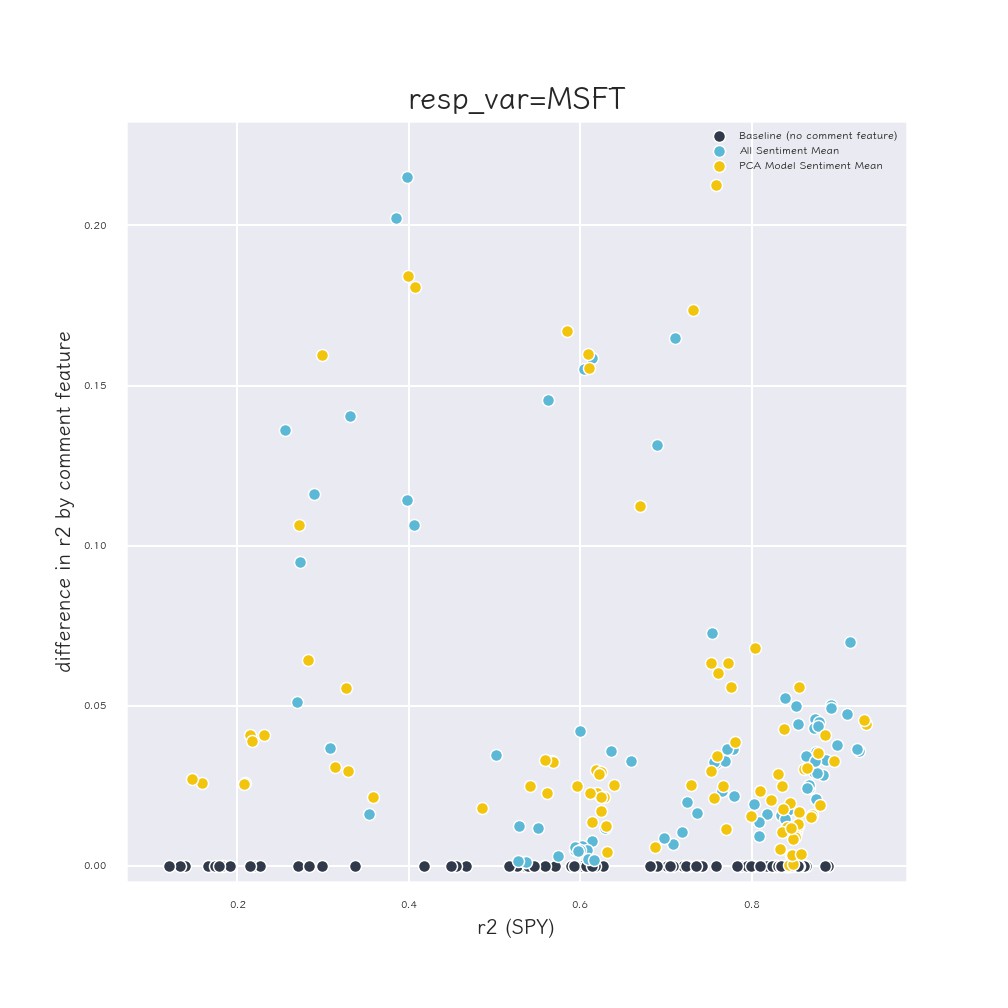 resp_var=MSFT
Baseline (no comment feature)
All Sentiment Mean
PCA Model Sentiment Mean
difference in r2 by comment feature
0.20
0.15
0.10
0.05
0.00
0.2 0.4 0.6 0.8
r2 (SPY)